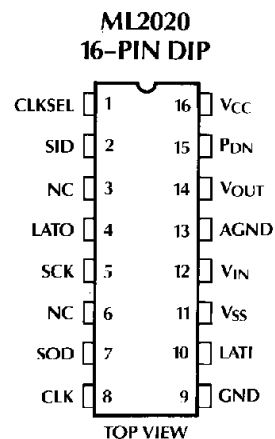 ML2020
16-PIN DIP
CLKSEL 1 16 VCC
SID 2 15 PDN
NC 3 14 VOUT
LATO 4 13 AGND
SCK 5 12 VIN
NC 6 11 VSS
SOD 7 10 LATI
CLK 8 9 GND
TOP VIEW